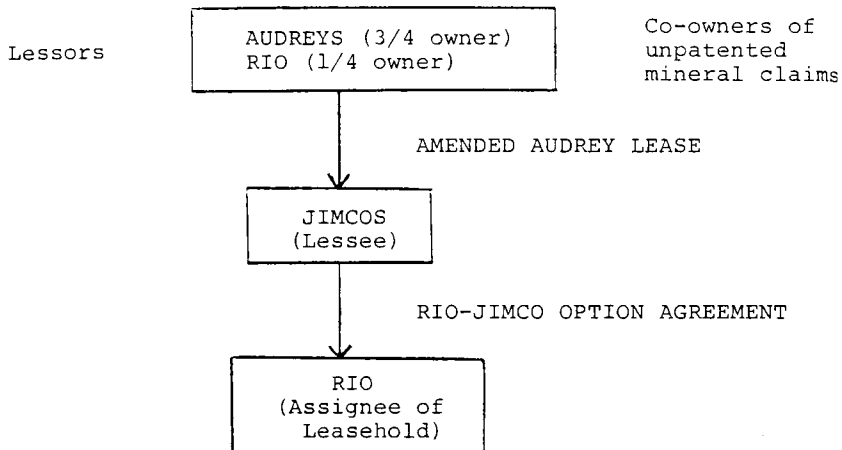 Lessors
AUDREYS (3/4 owner)
RIO (1/4 owner)
Co-owners of
unpatented
mineral claims
AMENDED AUDREY LEASE
JIMCOS
(Lessee)
RIO-JIMCO OPTION AGREEMENT
RIO
(Assignee of
Leasehold)